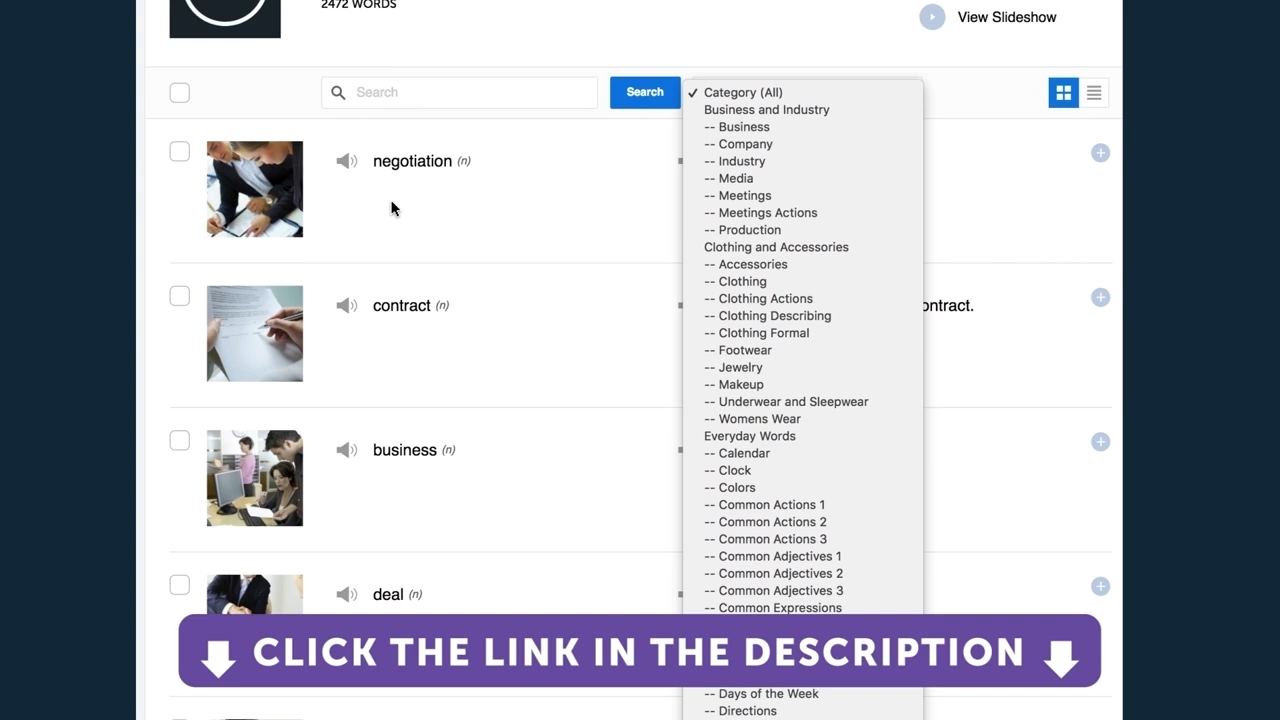 2472 WORDS
View Slideshow
Search
Search
✓ Category (All)
Business and Industry
-- Business
-- Company
-- Industry
-- Media
-- Meetings
-- Meetings Actions
-- Production
Clothing and Accessories
-- Accessories
-- Clothing
-- Clothing Actions
-- Clothing Describing
-- Clothing Formal
-- Footwear
-- Jewelry
-- Makeup
-- Underwear and Sleepwear
-- Womens Wear
Everyday Words
-- Calendar
-- Clock
-- Colors
-- Common Actions 1
-- Common Actions 2
-- Common Actions 3
-- Common Adjectives 1
-- Common Adjectives 2
-- Common Adjectives 3
-- Common Expressions
-- Days of the Week
-- Directions
negotiation (n)
contract (n)
ontract.
business (n)
deal (n)
CLICK THE LINK IN THE DESCRIPTION